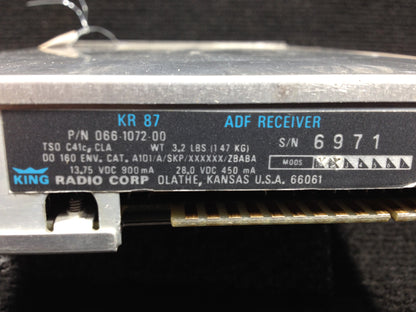 KR 87 ADF RECEIVER
P/N 066-1072-00 S/N 6971
TSO C41c, CLA WT 3.2 LBS (1.47 KG)
DO 160 ENV. CAT. A1D1/A/SKP/XXXXXX/ZBABA MODS
13.75 VDC 900 mA 28.0 VDC 450 mA
KING RADIO CORP OLATHE, KANSAS U.S.A. 66061